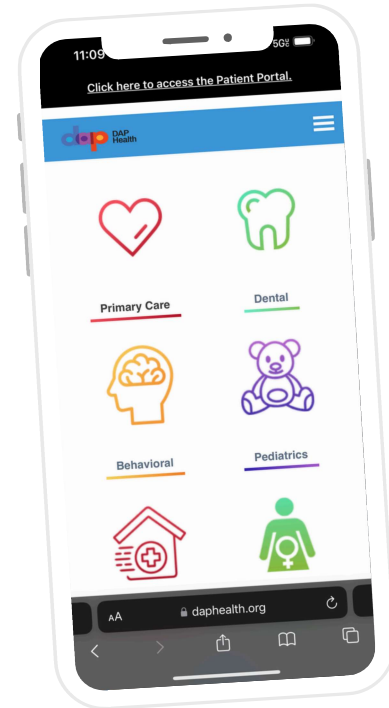 11:09
5G
Click here to access the Patient Portal.
dap
DAP
Health
Primary Care
Dental
Behavioral
Pediatrics
AA
daphealth.org